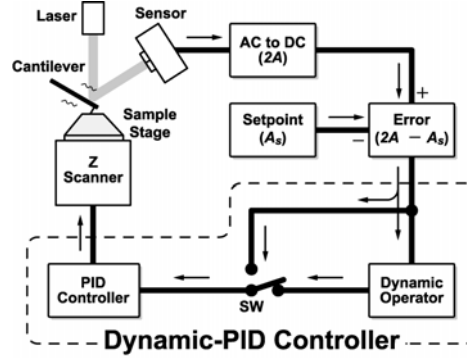 Laser
Sensor
Cantilever
AC to DC
(2A)
Sample
Stage
Setpoint
(Aₛ)
+
−
Error
(2A − Aₛ)
Z
Scanner
PID
Controller
SW
Dynamic
Operator
Dynamic-PID Controller